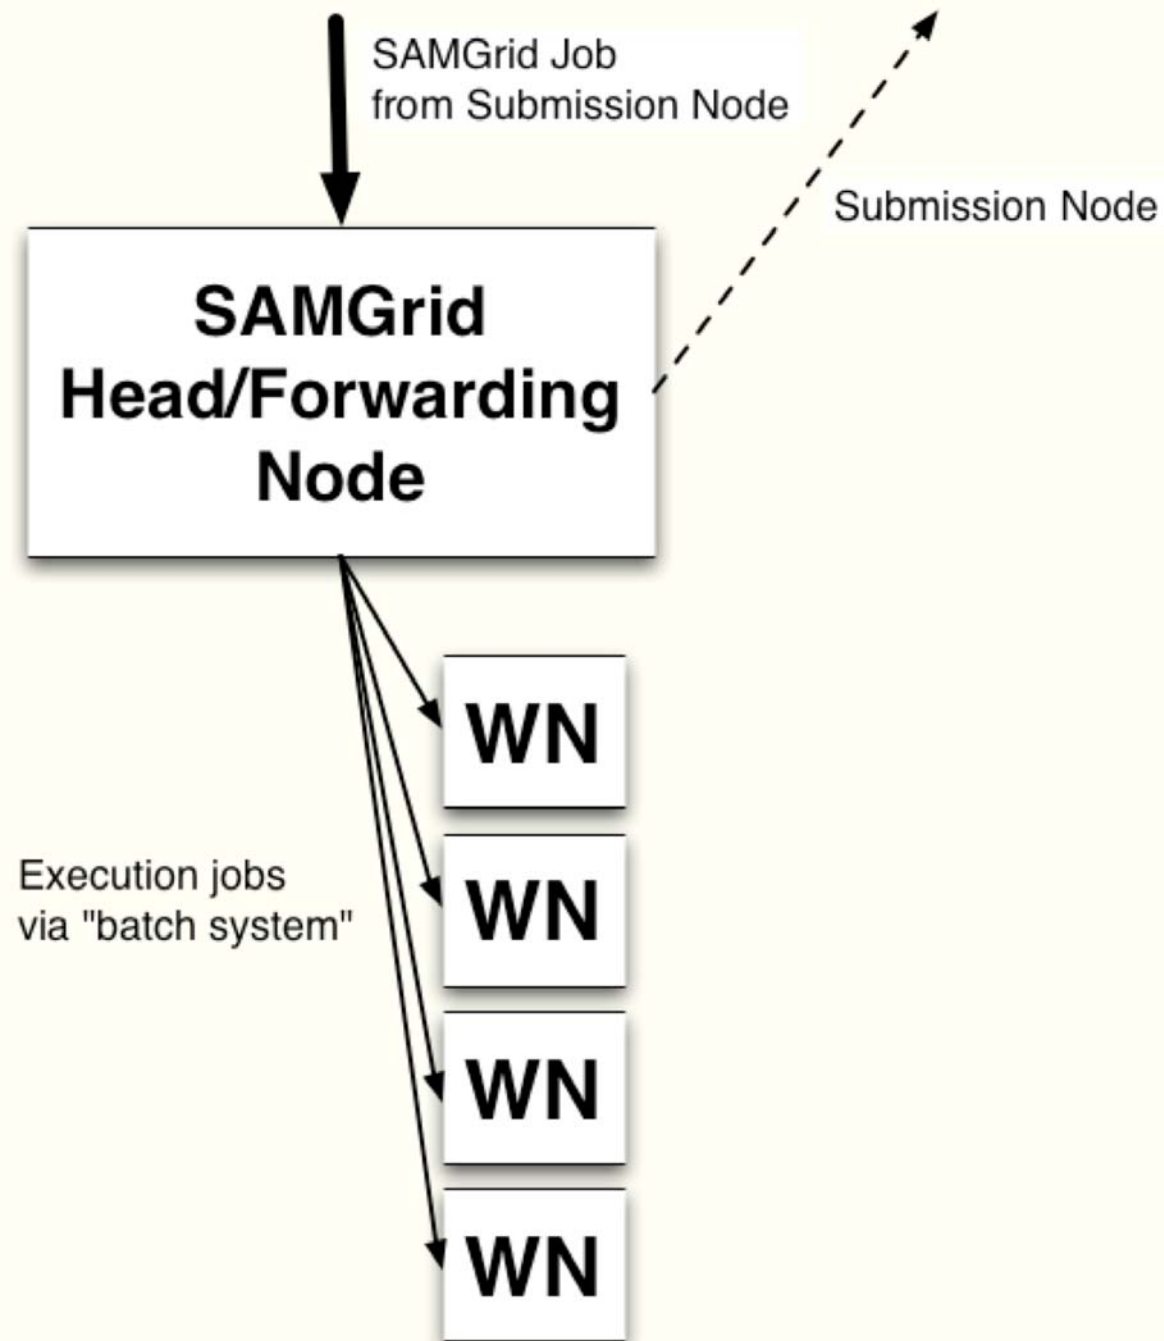 SAMGrid Job
from Submission Node
Submission Node
SAMGrid
Head/Forwarding
Node
WN
Execution jobs
via "batch system"
WN
WN
WN